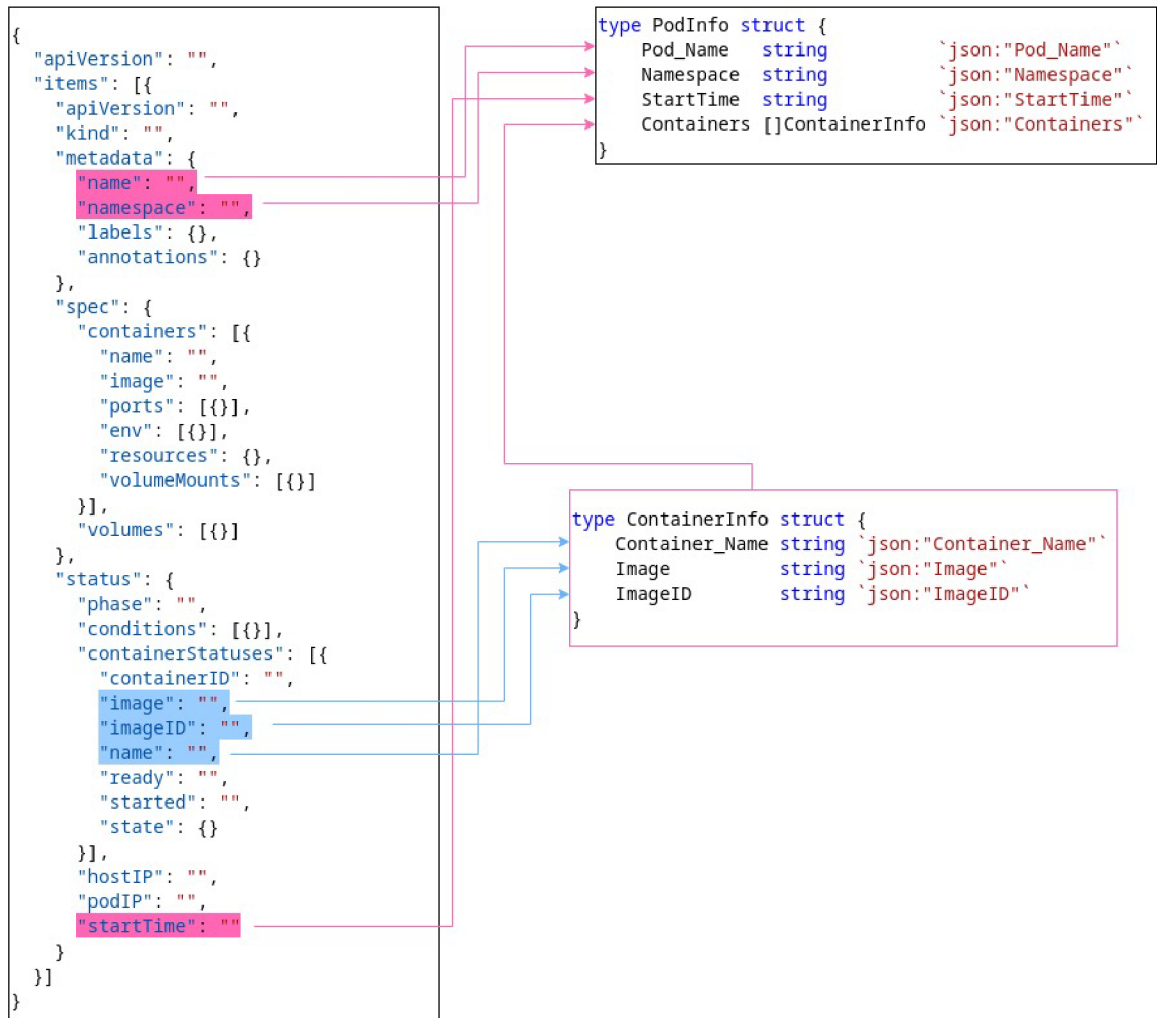 {
  "apiVersion": "",
  "items": [{
    "apiVersion": "",
    "kind": "",
    "metadata": {
      "name": "",
      "namespace": "",
      "labels": {},
      "annotations": {}
    },
    "spec": {
      "containers": [{
        "name": "",
        "image": "",
        "ports": [{}],
        "env": [{}],
        "resources": {},
        "volumeMounts": [{}]
      }],
      "volumes": [{}]
    },
    "status": {
      "phase": "",
      "conditions": [{}],
      "containerStatuses": [{
        "containerID": "",
        "image": "",
        "imageID": "",
        "name": "",
        "ready": "",
        "started": "",
        "state": {}
      }],
      "hostIP": "",
      "podIP": "",
      "startTime": ""
    }
  }]
}
type PodInfo struct {
    Pod_Name   string          `json:"Pod_Name"`
    Namespace  string          `json:"Namespace"`
    StartTime  string          `json:"StartTime"`
    Containers []ContainerInfo `json:"Containers"`
}
type ContainerInfo struct {
    Container_Name string `json:"Container_Name"`
    Image          string `json:"Image"`
    ImageID        string `json:"ImageID"`
}